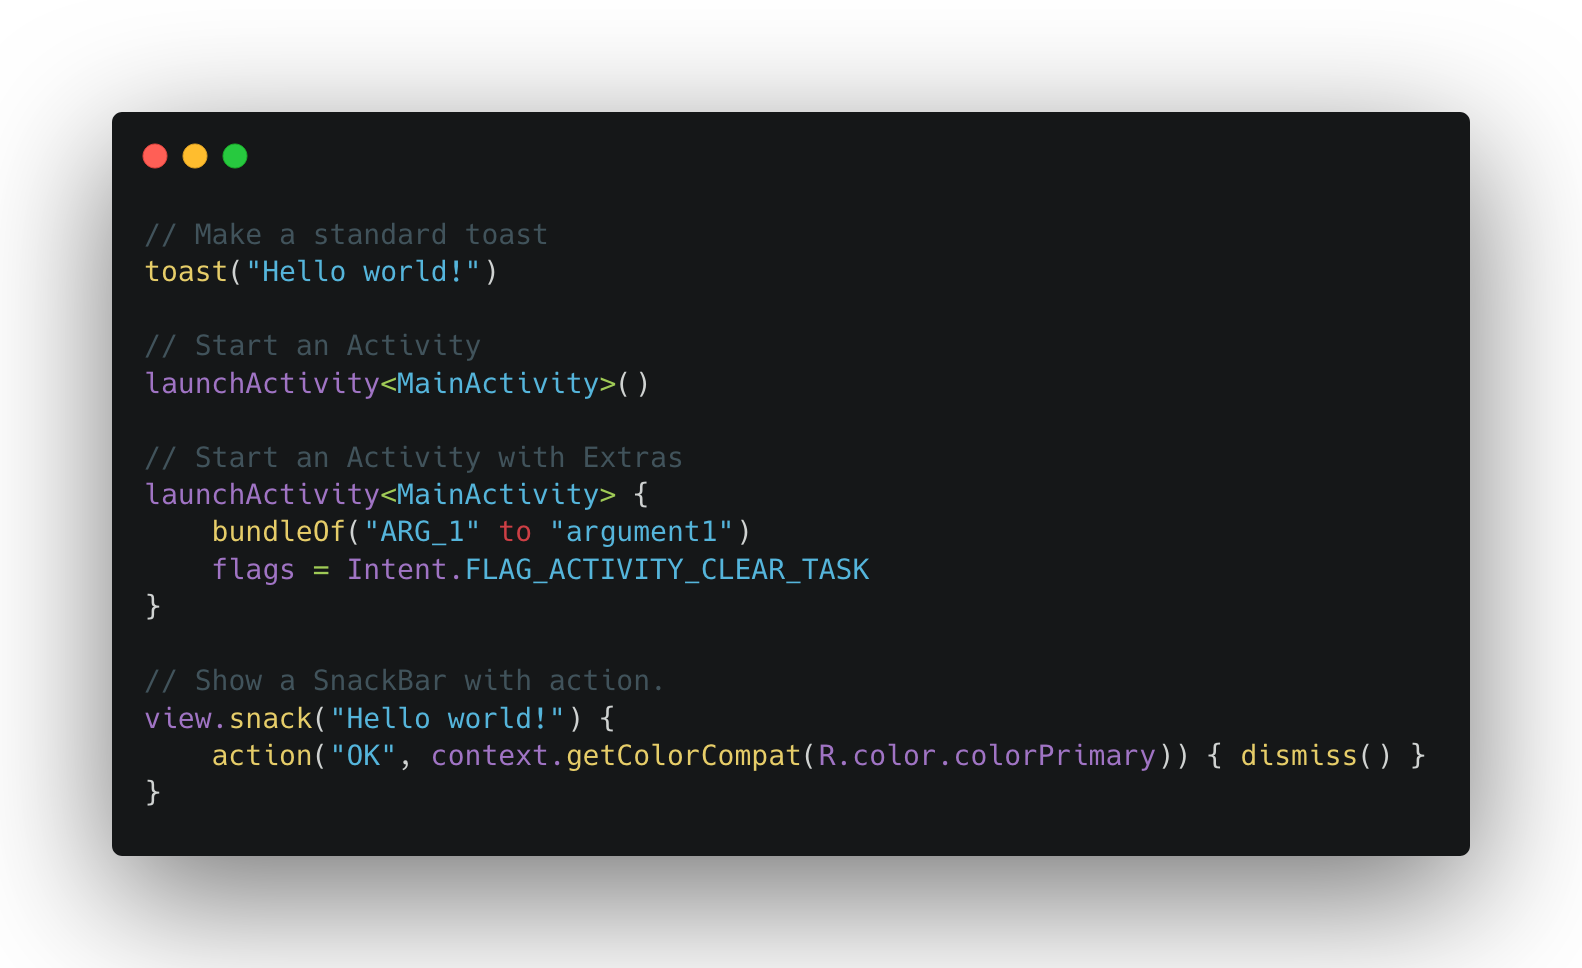 // Make a standard toast
toast("Hello world!")

// Start an Activity
launchActivity<MainActivity>()

// Start an Activity with Extras
launchActivity<MainActivity> {
    bundleOf("ARG_1" to "argument1")
    flags = Intent.FLAG_ACTIVITY_CLEAR_TASK
}

// Show a SnackBar with action.
view.snack("Hello world!") {
    action("OK", context.getColorCompat(R.color.colorPrimary)) { dismiss() }
}